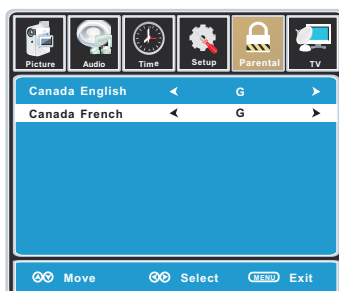 Picture Audio Time Setup Parental TV
Canada English G
Canada French G
Move Select MENU Exit